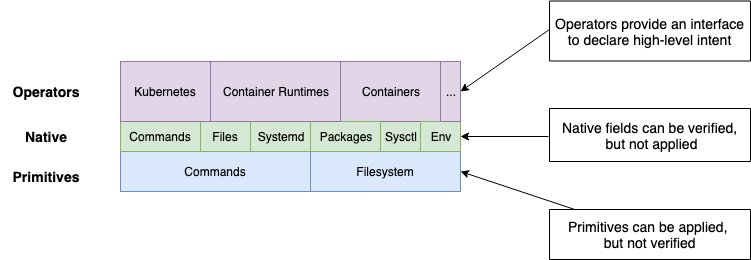 Operators provide an interface
to declare high-level intent
Operators
Kubernetes
Container Runtimes
Containers
...
Native
Commands
Files
Systemd
Packages
Sysctl
Env
Native fields can be verified,
but not applied
Primitives
Commands
Filesystem
Primitives can be applied,
but not verified